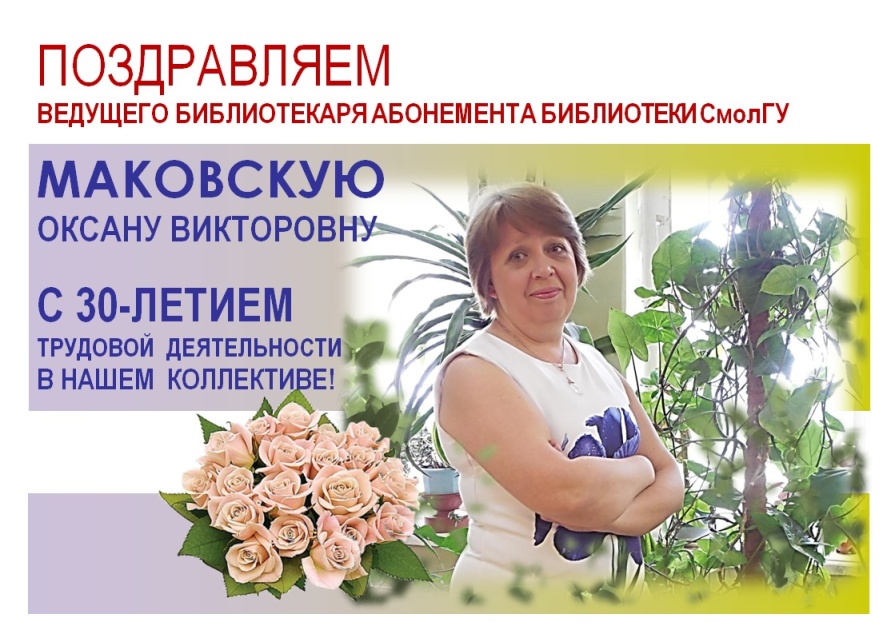 ПОЗДРАВЛЯЕМ
ВЕДУЩЕГО БИБЛИОТЕКАРЯ АБОНЕМЕНТА БИБЛИОТЕКИ СмолГУ
МАКОВСКУЮ
ОКСАНУ ВИКТОРОВНУ
С 30-ЛЕТИЕМ
ТРУДОВОЙ ДЕЯТЕЛЬНОСТИ
В НАШЕМ КОЛЛЕКТИВЕ!